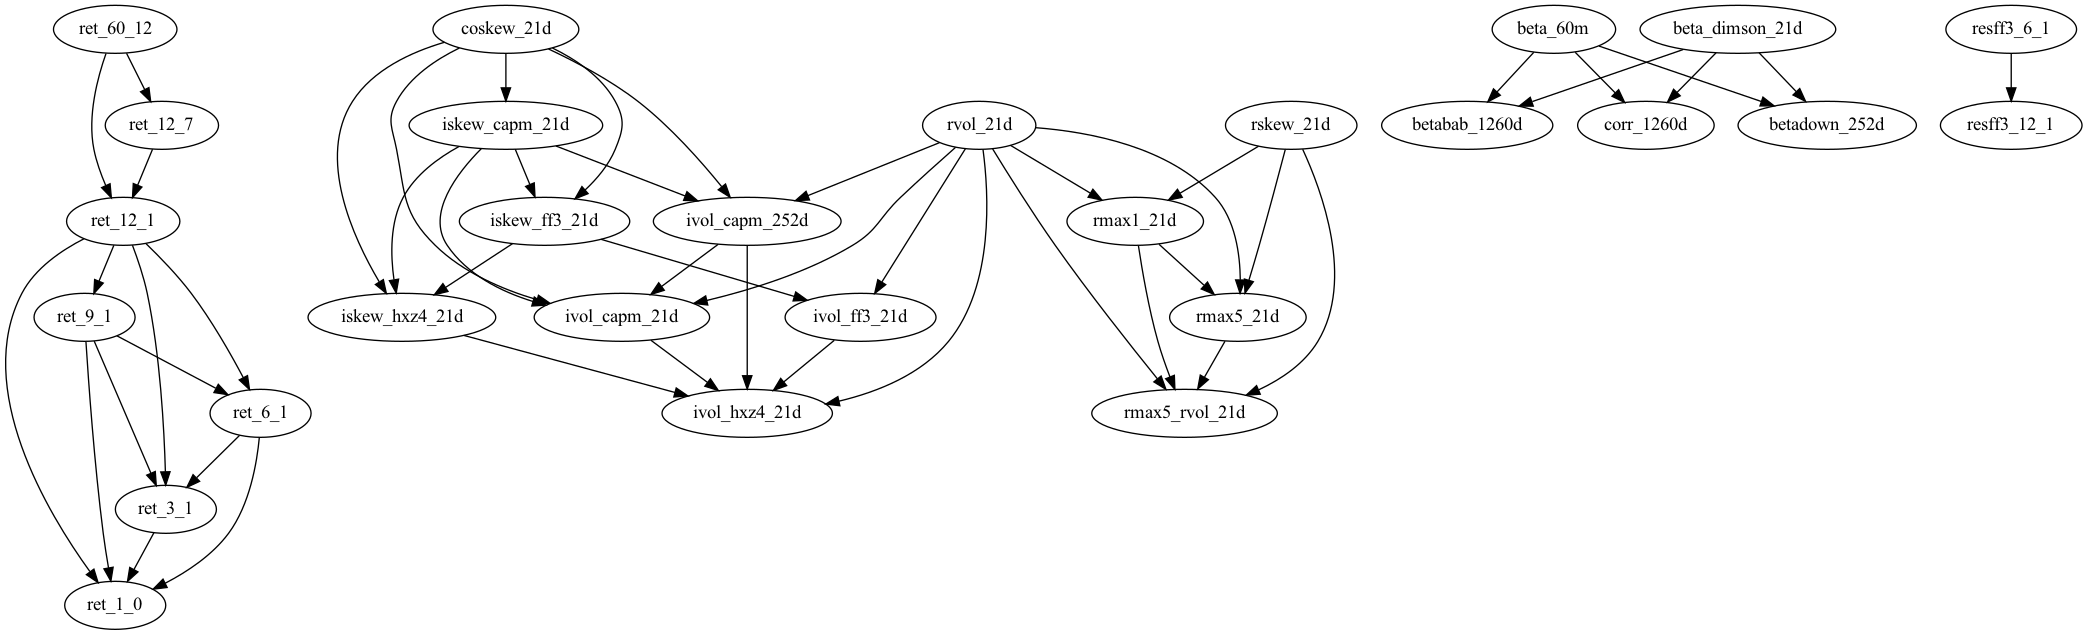 ret_60_12
coskew_21d
beta_60m
beta_dimson_21d
resff3_6_1
ret_12_7
iskew_capm_21d
rvol_21d
rskew_21d
betabab_1260d
corr_1260d
betadown_252d
resff3_12_1
ret_12_1
iskew_ff3_21d
ivol_capm_252d
rmax1_21d
ret_9_1
iskew_hxz4_21d
ivol_capm_21d
ivol_ff3_21d
rmax5_21d
ret_6_1
ivol_hxz4_21d
rmax5_rvol_21d
ret_3_1
ret_1_0